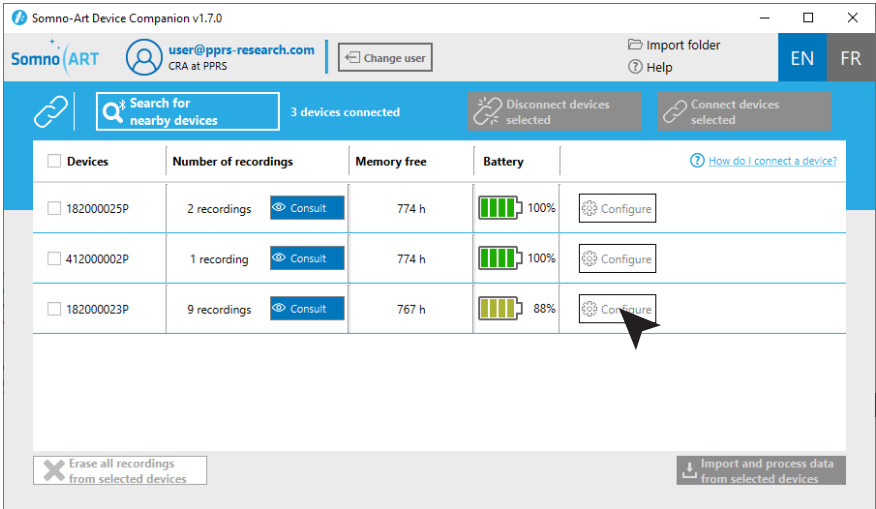 Somno-Art Device Companion v1.7.0
Somno ART
user@pprs-research.com
CRA at PPRS
Change user
Import folder
Help
EN
FR
Search for
nearby devices
3 devices connected
Disconnect devices
selected
Connect devices
selected
Devices
Number of recordings
Memory free
Battery
How do I connect a device?
182000025P 2 recordings Consult 774 h 100% Configure
412000002P 1 recording Consult 774 h 100% Configure
182000023P 9 recordings Consult 767 h 88% Configure
Erase all recordings
from selected devices
Import and process data
from selected devices